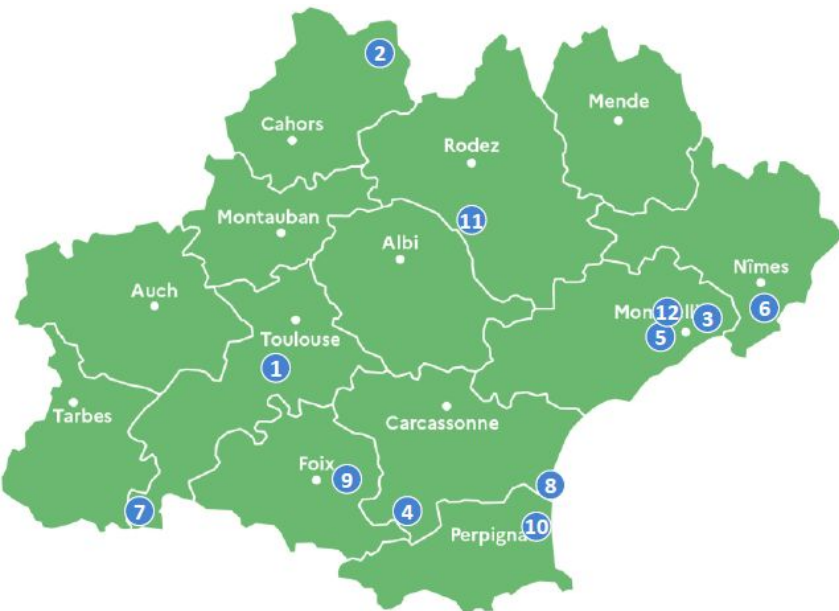 2
Mende
Cahors
Rodez
Montauban
11
Albi
Nîmes
Auch
12
3
6
Toulouse
5
1
Tarbes
Carcassonne
Foix
9
8
7
4
10